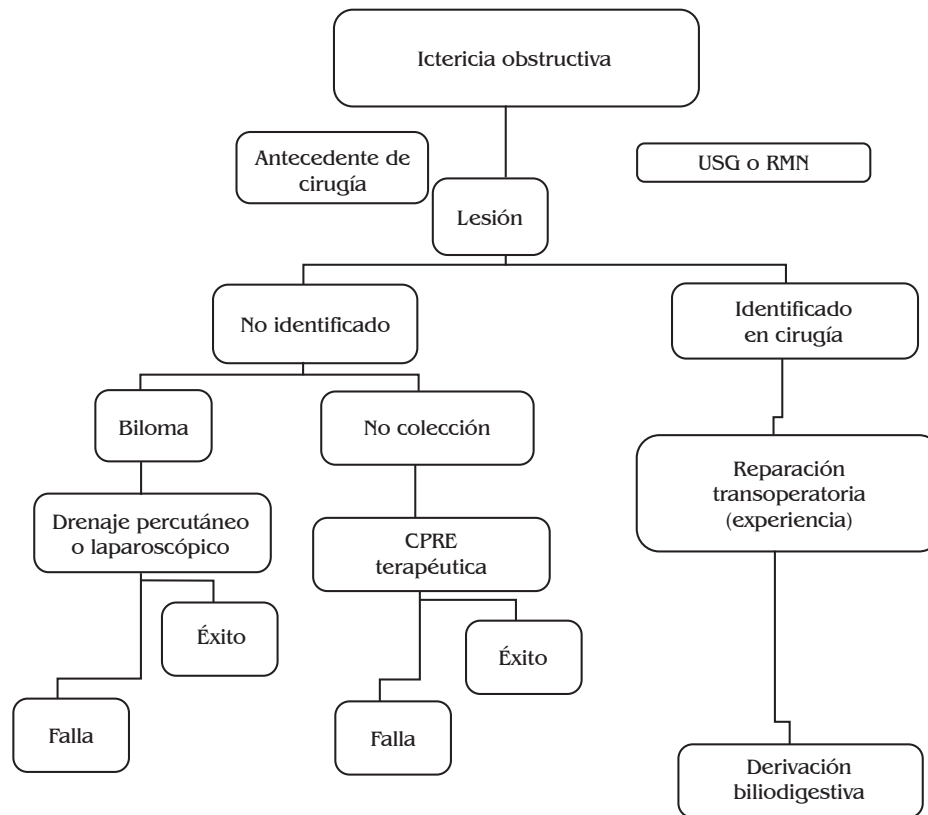 Ictericia obstructiva
Antecedente de
cirugía
USG o RMN
Lesión
No identificado
Identificado
en cirugía
Biloma
No colección
Reparación
transoperatoria
(experiencia)
Drenaje percutáneo
o laparoscópico
CPRE
terapéutica
Éxito
Éxito
Falla
Falla
Derivación
biliodigestiva